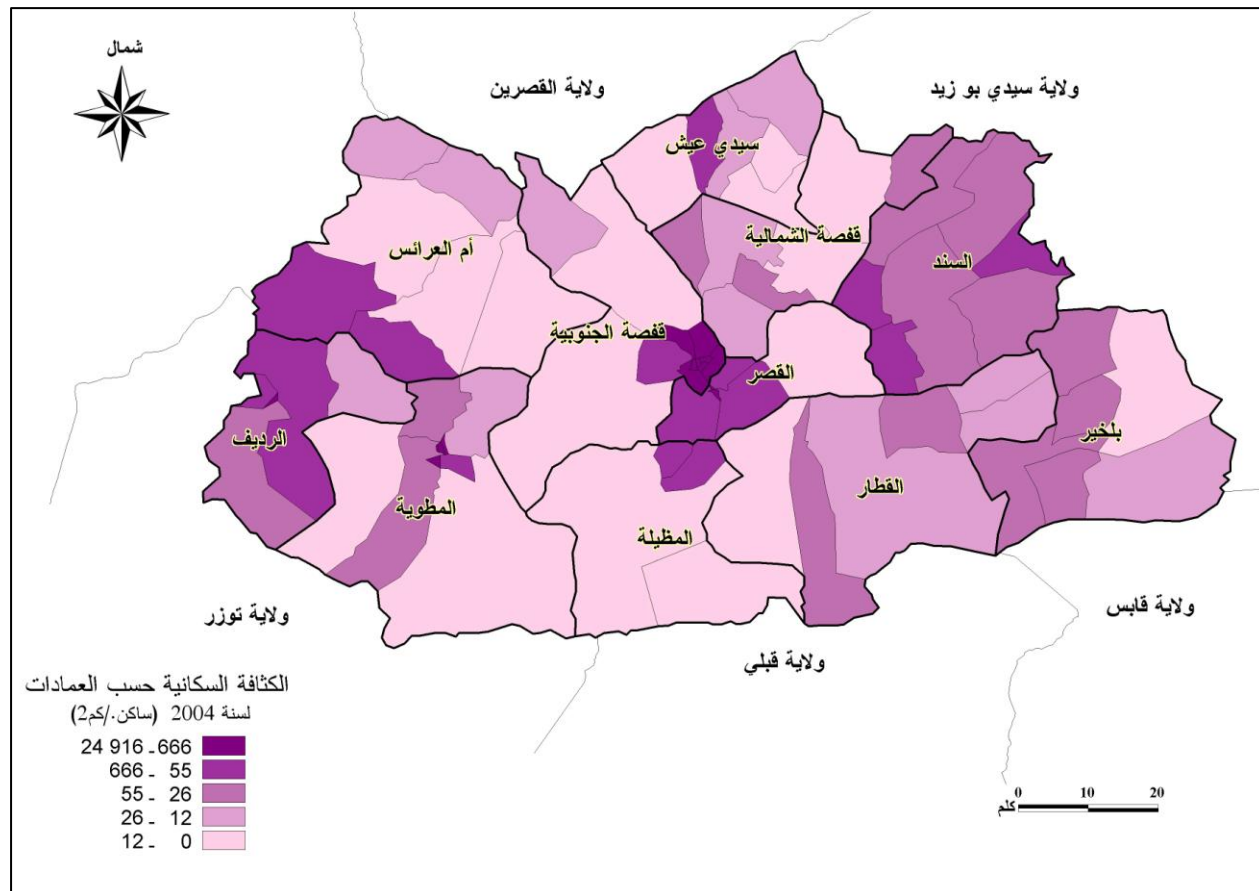 شمال
ولاية القصرين
ولاية سيدي بو زيد
سيدي عيش
قفصة الشمالية
أم العرائس
السند
قفصة الجنوبية
القصر
الرديف
بلخير
القطار
المطوية
المظيلة
ولاية توزر
ولاية قابس
ولاية قبلي
الكثافة السكانية حسب العمادات
لسنة 2004 (ساكن./كم2)
24 916 - 666
666 - 55
55 - 26
26 - 12
12 - 0
0 10 20
كلم